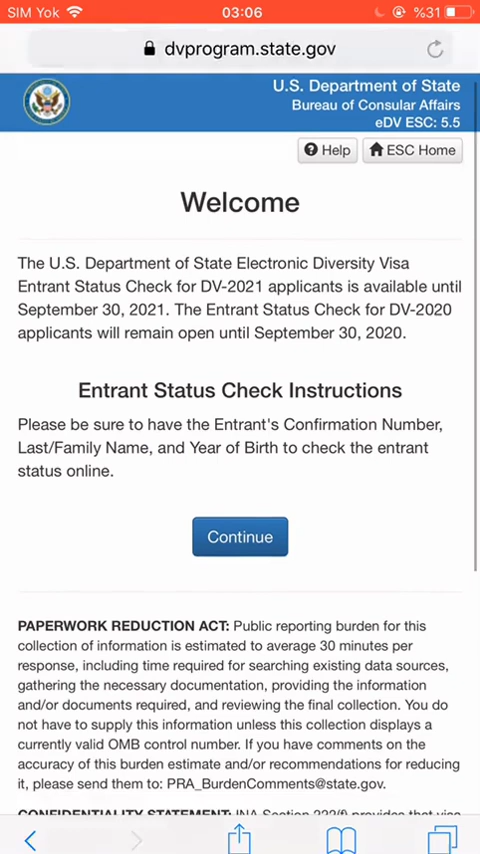 SIM Yok 03:06 %31
dvprogram.state.gov
U.S. Department of State
Bureau of Consular Affairs
eDV ESC: 5.5
Help ESC Home
Welcome
The U.S. Department of State Electronic Diversity Visa
Entrant Status Check for DV-2021 applicants is available until
September 30, 2021. The Entrant Status Check for DV-2020
applicants will remain open until September 30, 2020.
Entrant Status Check Instructions
Please be sure to have the Entrant's Confirmation Number,
Last/Family Name, and Year of Birth to check the entrant
status online.
Continue
PAPERWORK REDUCTION ACT: Public reporting burden for this
collection of information is estimated to average 30 minutes per
response, including time required for searching existing data sources,
gathering the necessary documentation, providing the information
and/or documents required, and reviewing the final collection. You do
not have to supply this information unless this collection displays a
currently valid OMB control number. If you have comments on the
accuracy of this burden estimate and/or recommendations for reducing
it, please send them to: PRA_BurdenComments@state.gov.
CONFIDENTIALITY STATEMENT: INA Section 222(f) provides that visa